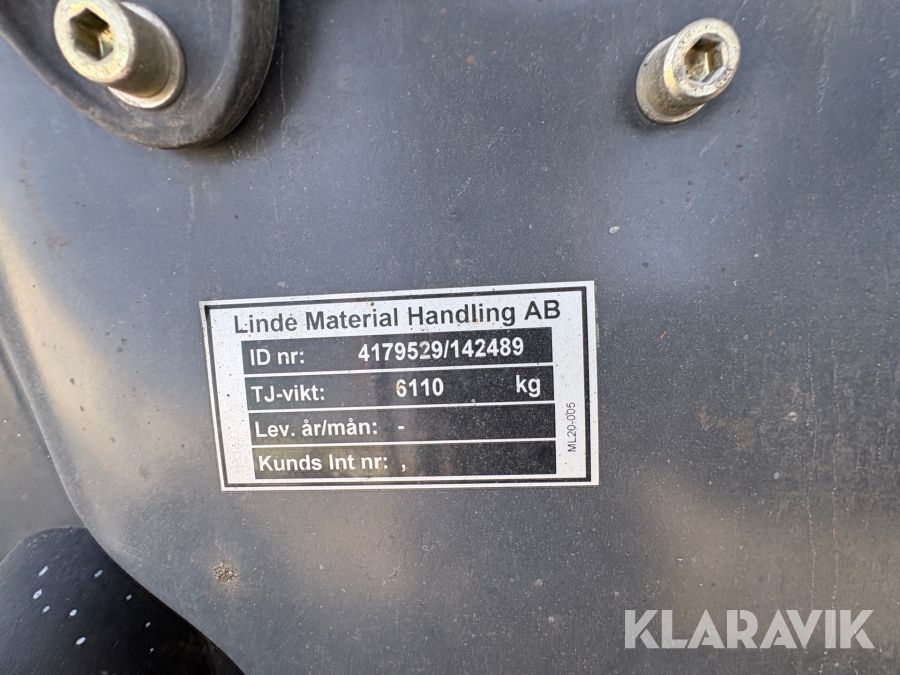 Linde Material Handling AB
ID nr: 4179529/142489
TJ-vikt: 6110 kg
Lev. år/mån: -
Kunds Int nr: ,
ML20-005
KLARAVIK